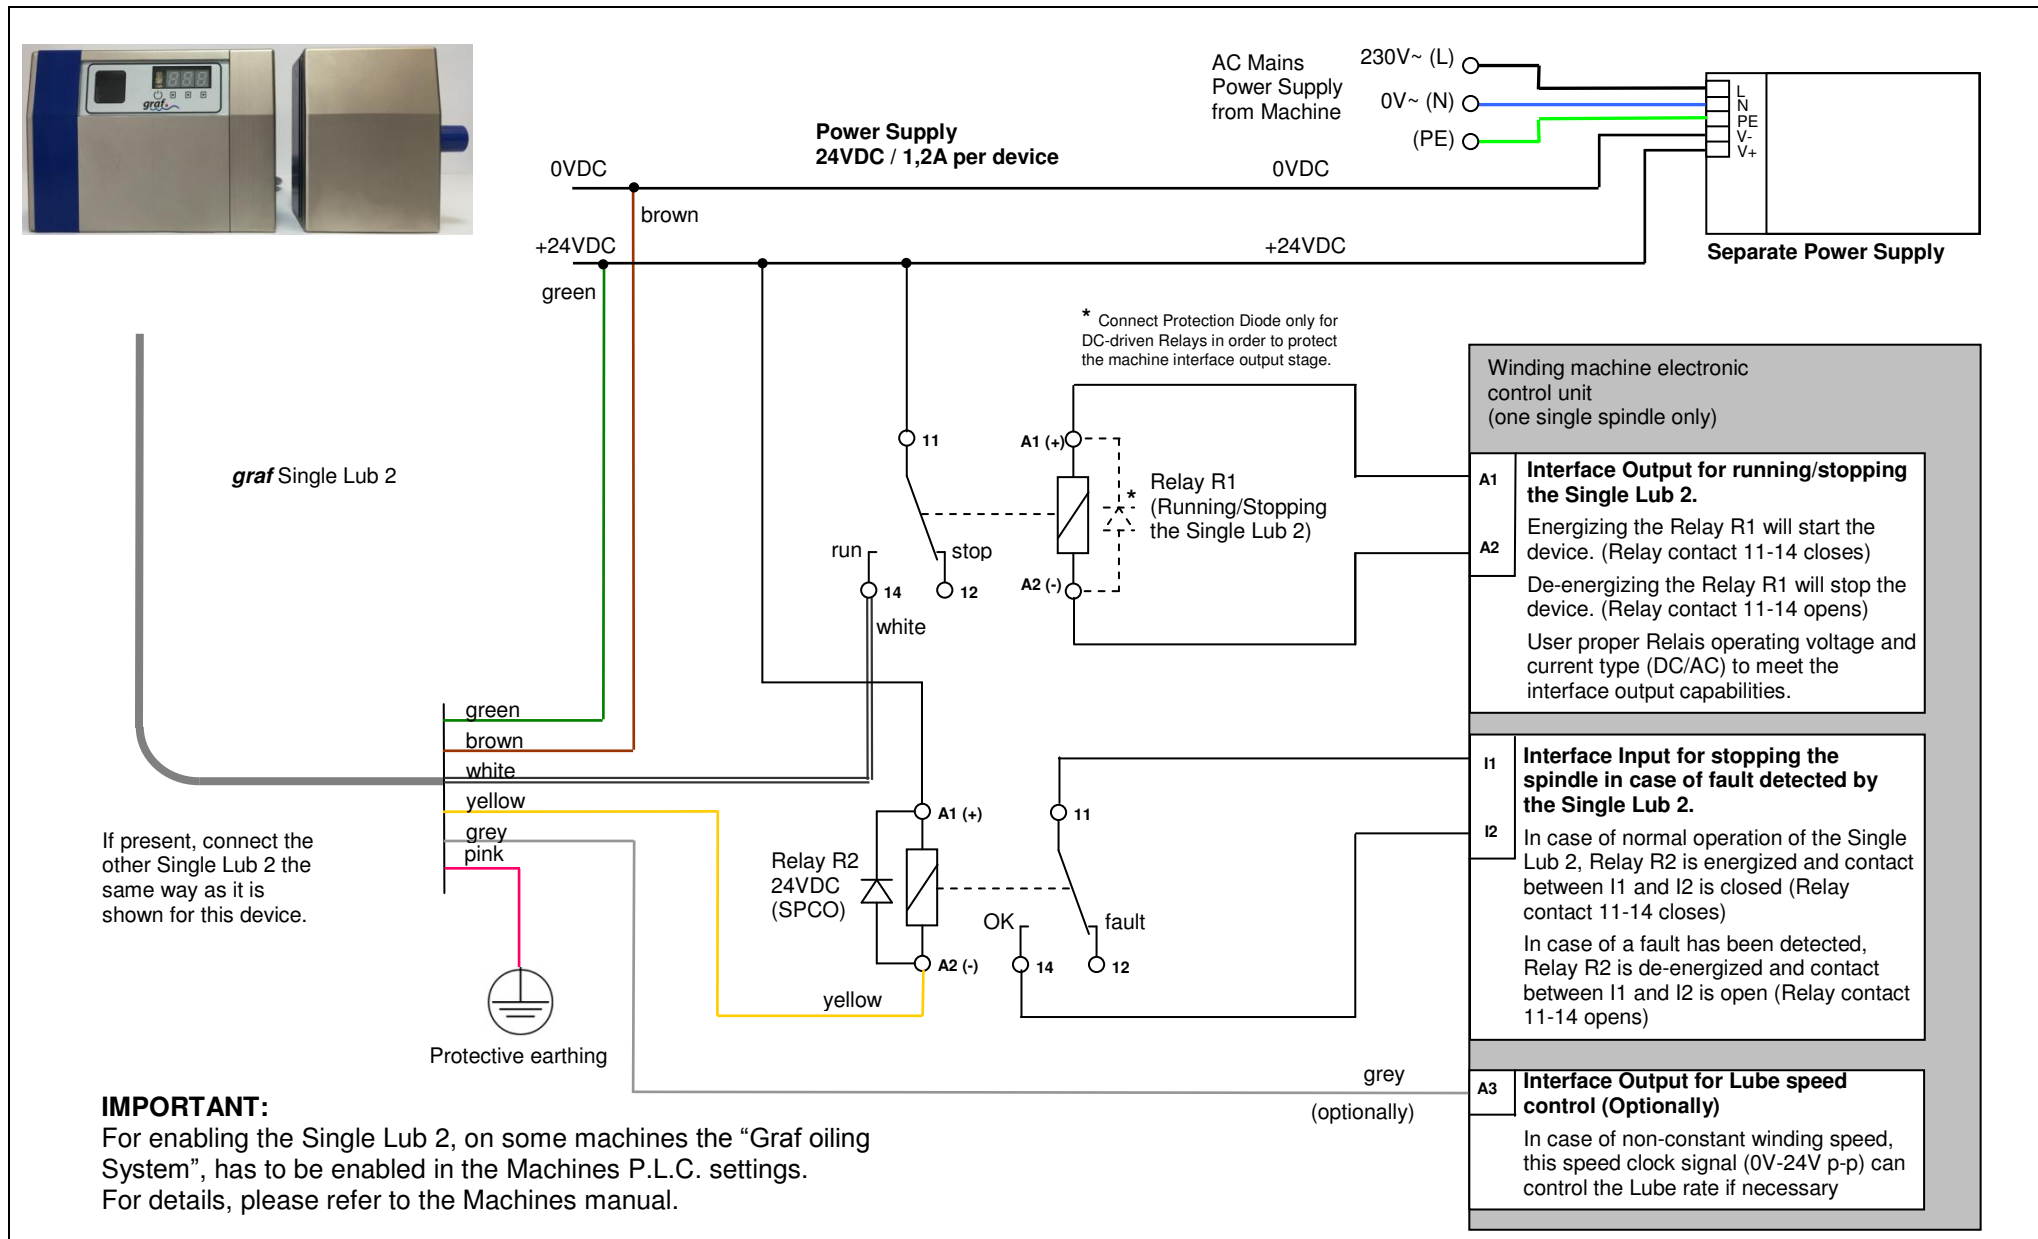 graf
AC Mains
Power Supply
from Machine
230V~ (L)
0V~ (N)
(PE)
L
N
PE
V-
V+
Separate Power Supply
Power Supply
24VDC / 1,2A per device
0VDC
0VDC
brown
+24VDC
+24VDC
green
* Connect Protection Diode only for
DC-driven Relays in order to protect
the machine interface output stage.
graf Single Lub 2
11
run
stop
14
12
white
A1 (+)
A2 (-)
*
Relay R1
(Running/Stopping
the Single Lub 2)
Winding machine electronic
control unit
(one single spindle only)
A1
A2
Interface Output for running/stopping
the Single Lub 2.
Energizing the Relay R1 will start the
device. (Relay contact 11-14 closes)
De-energizing the Relay R1 will stop the
device. (Relay contact 11-14 opens)
User proper Relais operating voltage and
current type (DC/AC) to meet the
interface output capabilities.
green
brown
white
yellow
grey
pink
If present, connect the
other Single Lub 2 the
same way as it is
shown for this device.
Protective earthing
Relay R2
24VDC
(SPCO)
A1 (+)
A2 (-)
yellow
11
OK
fault
14
12
I1
I2
Interface Input for stopping the
spindle in case of fault detected by
the Single Lub 2.
In case of normal operation of the Single
Lub 2, Relay R2 is energized and contact
between I1 and I2 is closed (Relay
contact 11-14 closes)
In case of a fault has been detected,
Relay R2 is de-energized and contact
between I1 and I2 is open (Relay contact
11-14 opens)
grey
(optionally)
A3
Interface Output for Lube speed
control (Optionally)
In case of non-constant winding speed,
this speed clock signal (0V-24V p-p) can
control the Lube rate if necessary
IMPORTANT:
For enabling the Single Lub 2, on some machines the “Graf oiling
System”, has to be enabled in the Machines P.L.C. settings.
For details, please refer to the Machines manual.